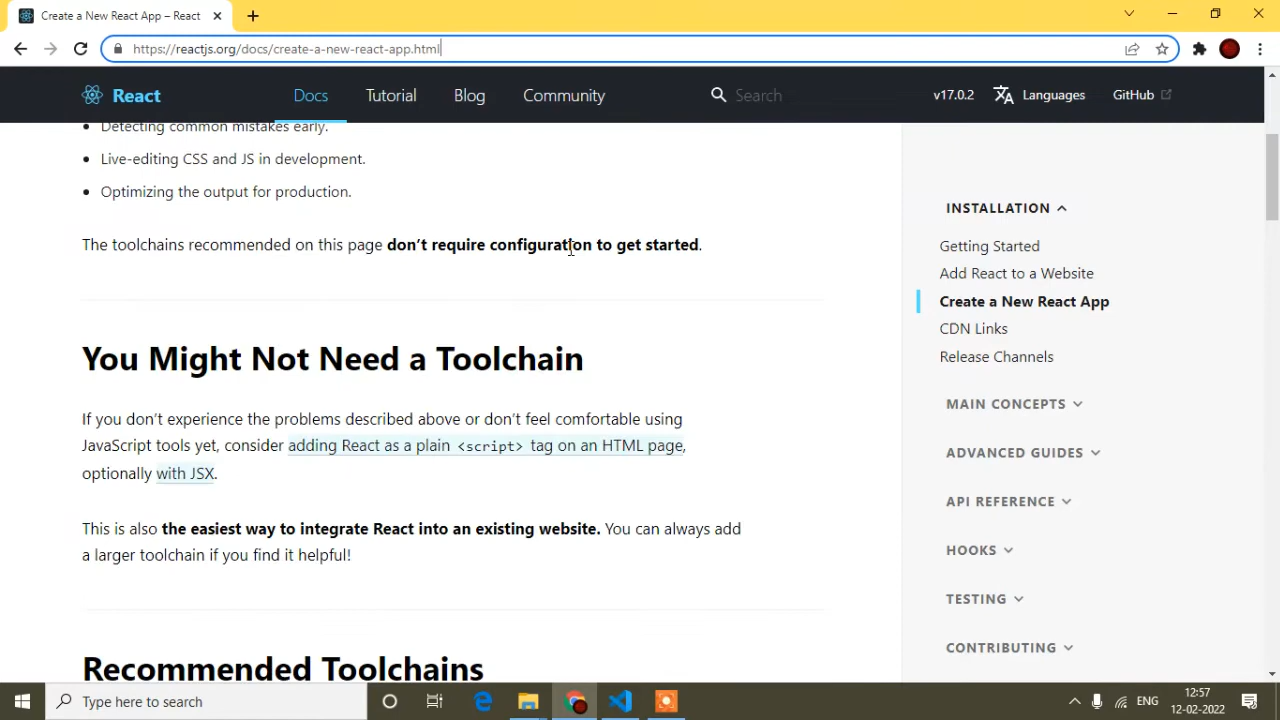 Create a New React App – React
https://reactjs.org/docs/create-a-new-react-app.html
React
Docs
Tutorial
Blog
Community
Search
v17.0.2
Languages
GitHub
Detecting common mistakes early.
Live-editing CSS and JS in development.
Optimizing the output for production.
The toolchains recommended on this page don’t require configuration to get started.
You Might Not Need a Toolchain
If you don’t experience the problems described above or don’t feel comfortable using
JavaScript tools yet, consider adding React as a plain <script> tag on an HTML page,
optionally with JSX.
This is also the easiest way to integrate React into an existing website. You can always add
a larger toolchain if you find it helpful!
Recommended Toolchains
INSTALLATION
Getting Started
Add React to a Website
Create a New React App
CDN Links
Release Channels
MAIN CONCEPTS
ADVANCED GUIDES
API REFERENCE
HOOKS
TESTING
CONTRIBUTING
Type here to search
ENG
12:57
12-02-2022